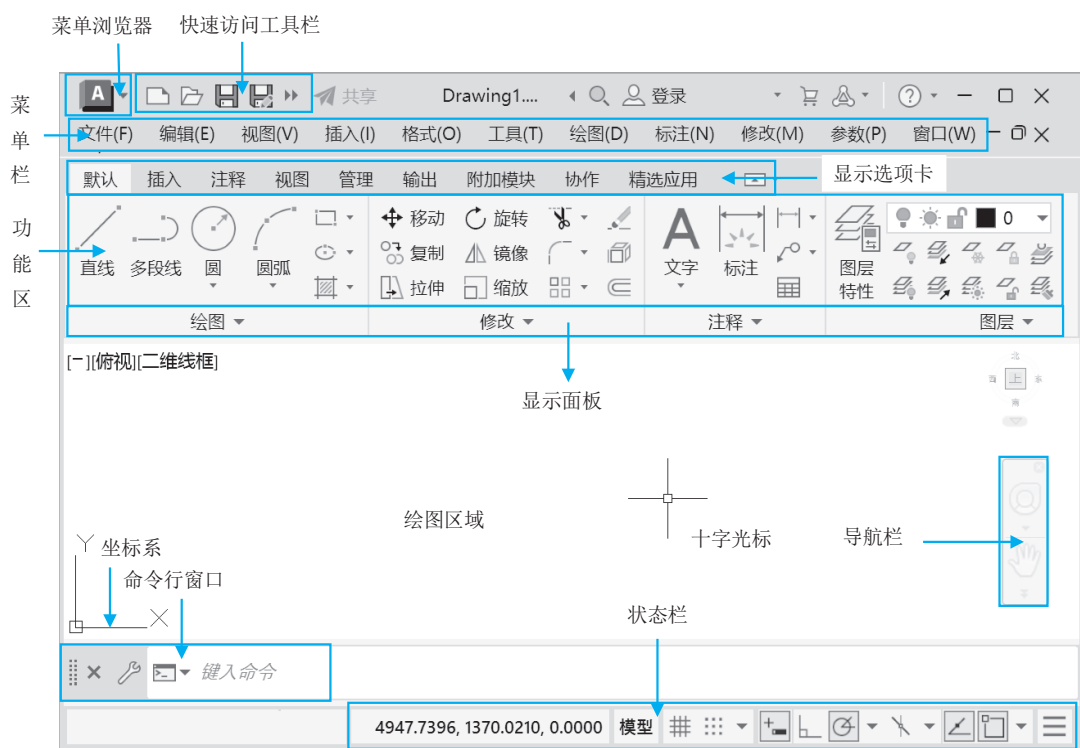 菜单浏览器 快速访问工具栏
A 共享 Drawing1.... 登录
菜单栏
文件(F) 编辑(E) 视图(V) 插入(I) 格式(O) 工具(T) 绘图(D) 标注(N) 修改(M) 参数(P) 窗口(W)
默认 插入 注释 视图 管理 输出 附加模块 协作 精选应用 显示选项卡
功能区
移动 旋转 0
直线 多段线 圆 圆弧 复制 镜像 A 文字 标注 图层特性
拉伸 缩放
绘图 修改 注释 图层
[−][俯视][二维线框]
北
西 上 东
南
显示面板
绘图区域
十字光标 导航栏
Y 坐标系
命令行窗口
X
状态栏
键入命令
4947.7396, 1370.0210, 0.0000 模型